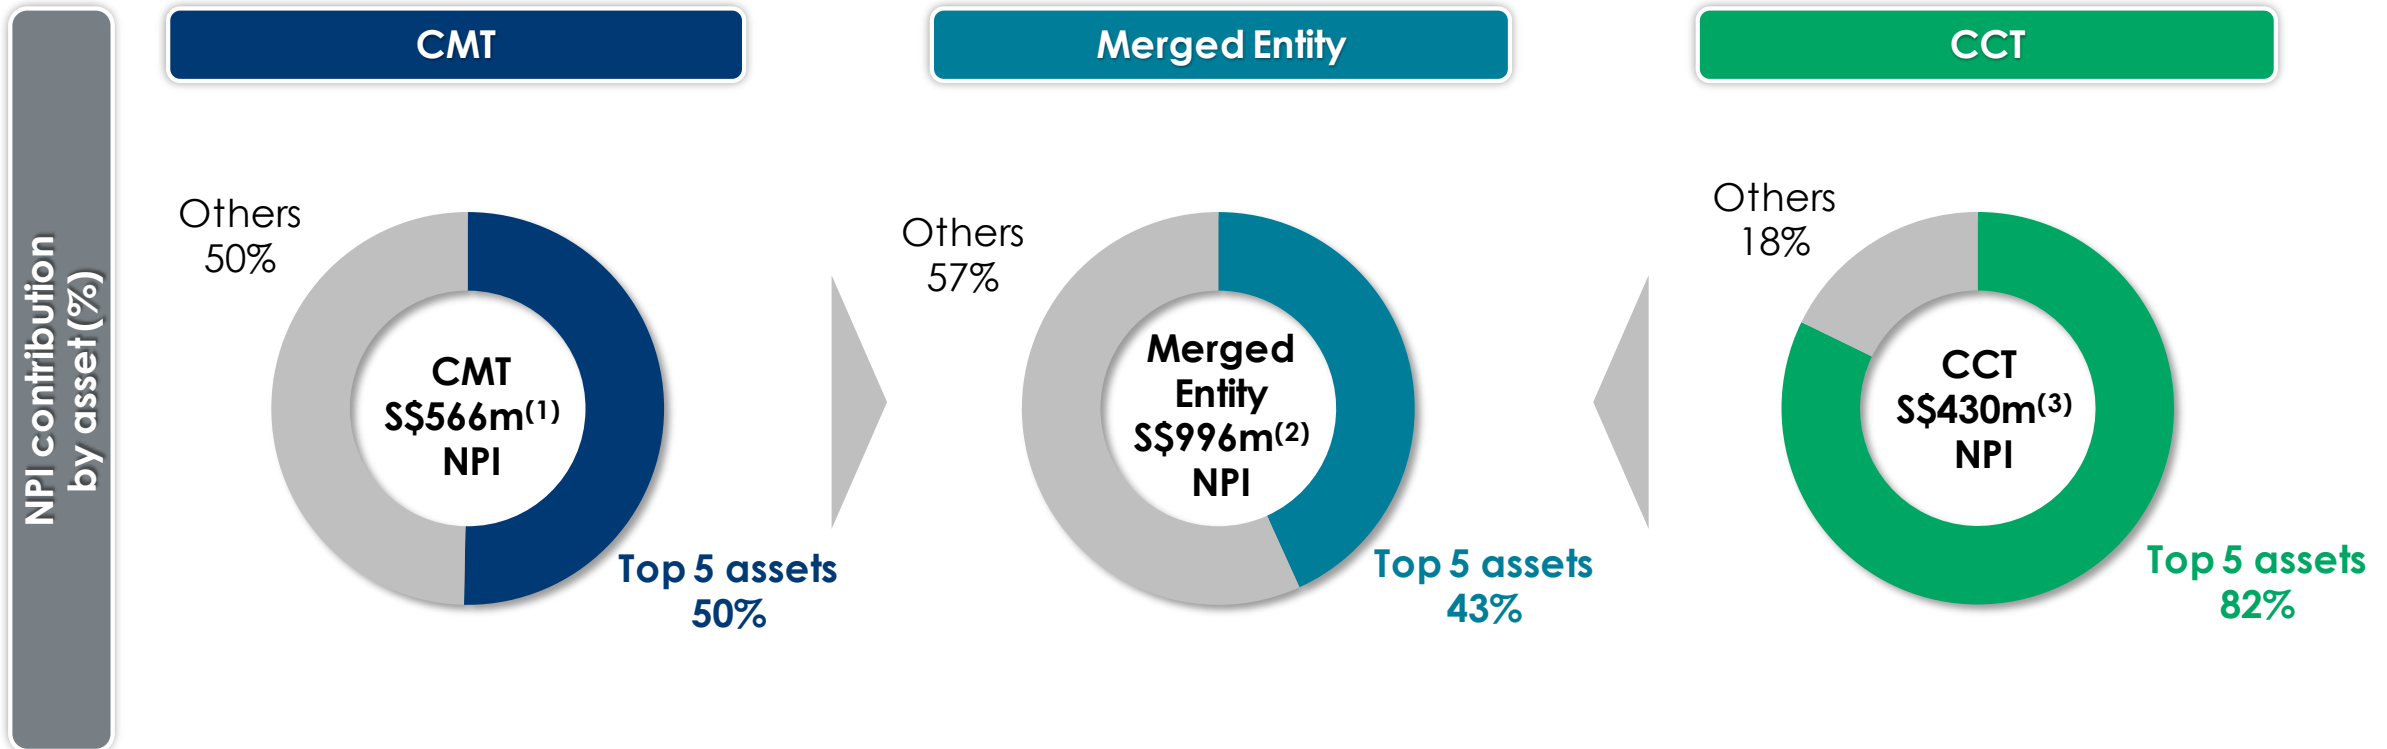 CMT
Merged Entity
CCT
NPI contribution
by asset (%)
Others
50%
CMT
S$566m(1)
NPI
Top 5 assets
50%
Others
57%
Merged
Entity
S$996m(2)
NPI
Top 5 assets
43%
Others
18%
CCT
S$430m(3)
NPI
Top 5 assets
82%